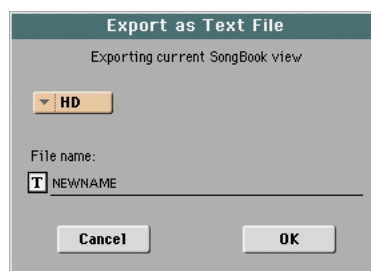 Export as Text File
Exporting current SongBook view
HD
File name:
T NEWNAME
Cancel OK